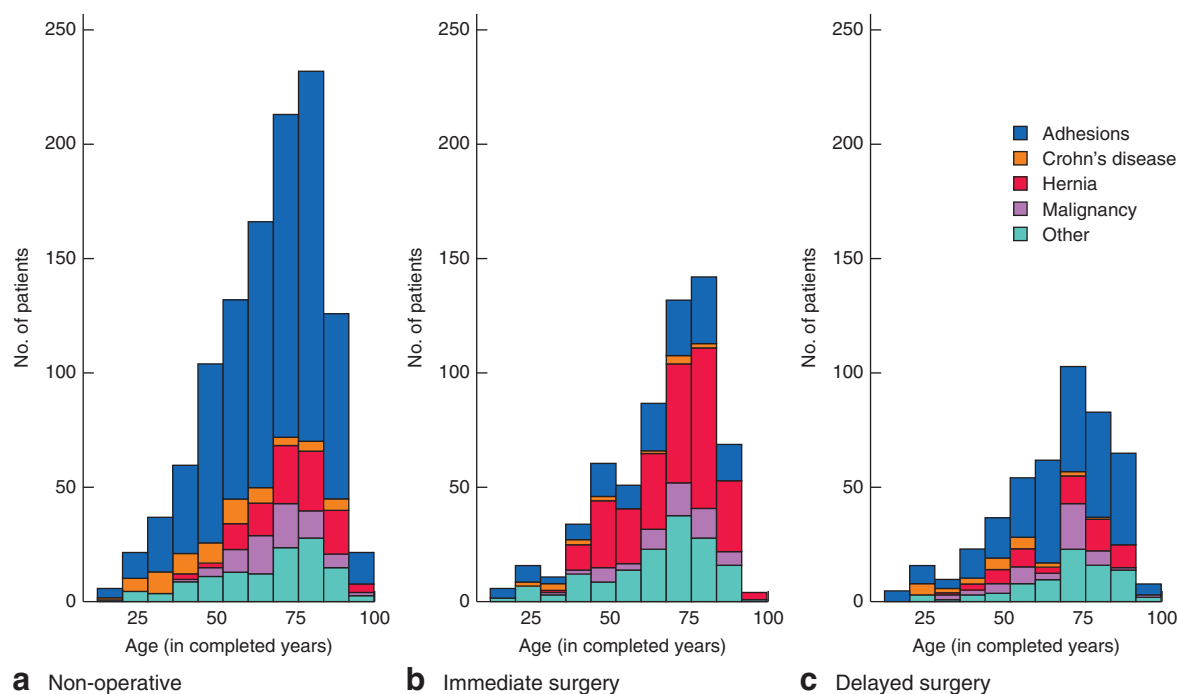 250
200
150
100
50
0
No. of patients
25
50
75
100
Age (in completed years)
a Non-operative
250
200
150
100
50
0
No. of patients
25
50
75
100
Age (in completed years)
b Immediate surgery
250
200
150
100
50
0
No. of patients
25
50
75
100
Age (in completed years)
c Delayed surgery
Adhesions
Crohn's disease
Hernia
Malignancy
Other